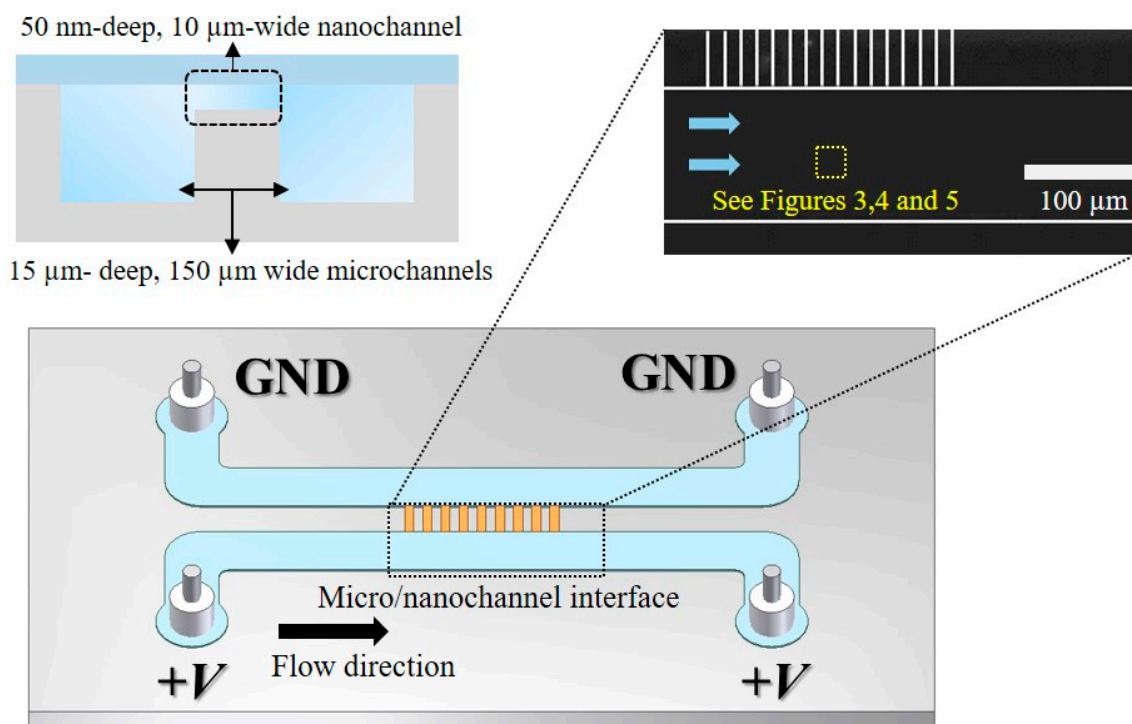 50 nm-deep, 10 µm-wide nanochannel
15 µm- deep, 150 µm wide microchannels
See Figures 3,4 and 5
100 µm
GND
GND
Micro/nanochannel interface
Flow direction
+V
+V